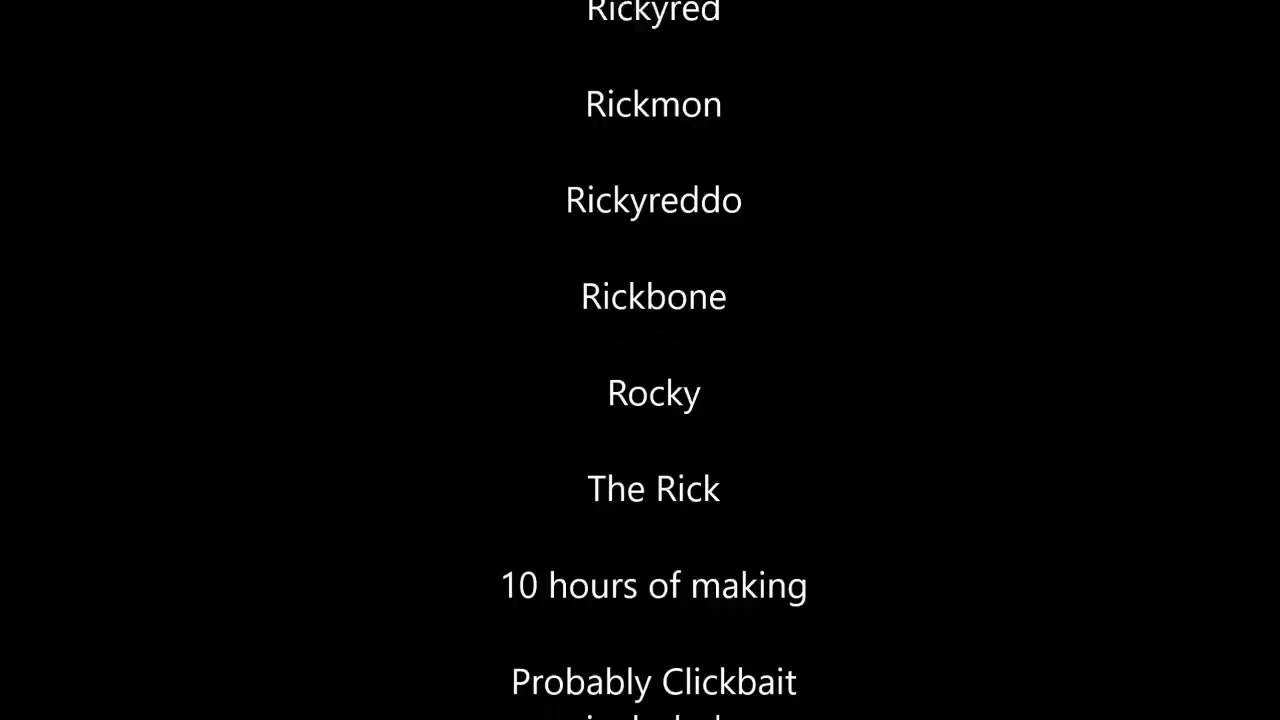 Rickyred
Rickmon
Rickyreddo
Rickbone
Rocky
The Rick
10 hours of making
Probably Clickbait